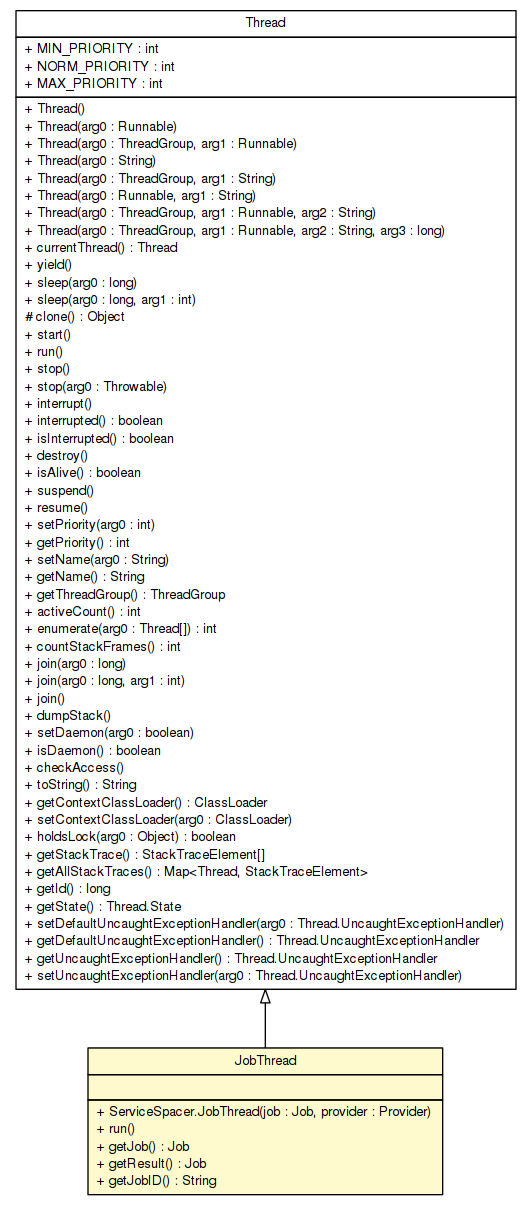 Thread
+ MIN_PRIORITY : int
+ NORM_PRIORITY : int
+ MAX_PRIORITY : int
+ Thread()
+ Thread(arg0 : Runnable)
+ Thread(arg0 : ThreadGroup, arg1 : Runnable)
+ Thread(arg0 : String)
+ Thread(arg0 : ThreadGroup, arg1 : String)
+ Thread(arg0 : Runnable, arg1 : String)
+ Thread(arg0 : ThreadGroup, arg1 : Runnable, arg2 : String)
+ Thread(arg0 : ThreadGroup, arg1 : Runnable, arg2 : String, arg3 : long)
+ currentThread() : Thread
+ yield()
+ sleep(arg0 : long)
+ sleep(arg0 : long, arg1 : int)
# clone() : Object
+ start()
+ run()
+ stop()
+ stop(arg0 : Throwable)
+ interrupt()
+ interrupted() : boolean
+ isInterrupted() : boolean
+ destroy()
+ isAlive() : boolean
+ suspend()
+ resume()
+ setPriority(arg0 : int)
+ getPriority() : int
+ setName(arg0 : String)
+ getName() : String
+ getThreadGroup() : ThreadGroup
+ activeCount() : int
+ enumerate(arg0 : Thread[]) : int
+ countStackFrames() : int
+ join(arg0 : long)
+ join(arg0 : long, arg1 : int)
+ join()
+ dumpStack()
+ setDaemon(arg0 : boolean)
+ isDaemon() : boolean
+ checkAccess()
+ toString() : String
+ getContextClassLoader() : ClassLoader
+ setContextClassLoader(arg0 : ClassLoader)
+ holdsLock(arg0 : Object) : boolean
+ getStackTrace() : StackTraceElement[]
+ getAllStackTraces() : Map<Thread, StackTraceElement>
+ getId() : long
+ getState() : Thread.State
+ setDefaultUncaughtExceptionHandler(arg0 : Thread.UncaughtExceptionHandler)
+ getDefaultUncaughtExceptionHandler() : Thread.UncaughtExceptionHandler
+ getUncaughtExceptionHandler() : Thread.UncaughtExceptionHandler
+ setUncaughtExceptionHandler(arg0 : Thread.UncaughtExceptionHandler)
JobThread
+ ServiceSpacer.JobThread(job : Job, provider : Provider)
+ run()
+ getJob() : Job
+ getResult() : Job
+ getJobID() : String